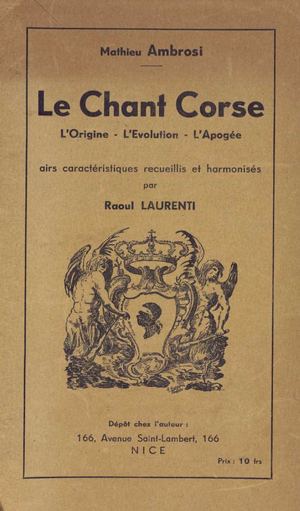 Mathieu Ambrosi
Le Chant Corse
L'Origine - L'Evolution - L'Apogée
airs caractéristiques recueillis et harmonisés
par
Raoul LAURENTI
Dépôt chez l'auteur :
166, Avenue Saint-Lambert, 166
NICE
Prix : 10 frs